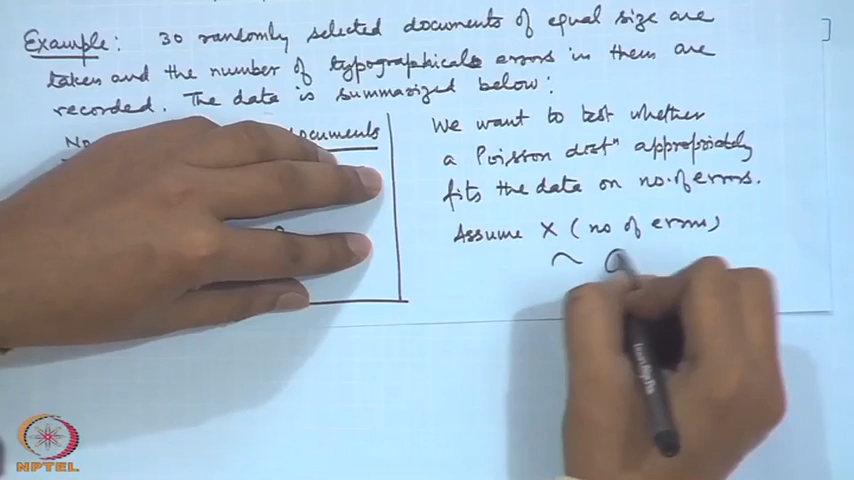 Example: 30 randomly selected documents of equal size are
taken and the number of typographicals errors in them are
recorded. The data is summarized below:
No documents
We want to test whether
a Poisson distⁿ appropriately
fits the data on no. of errors.
Assume X (no of errors)
~
NPTEL